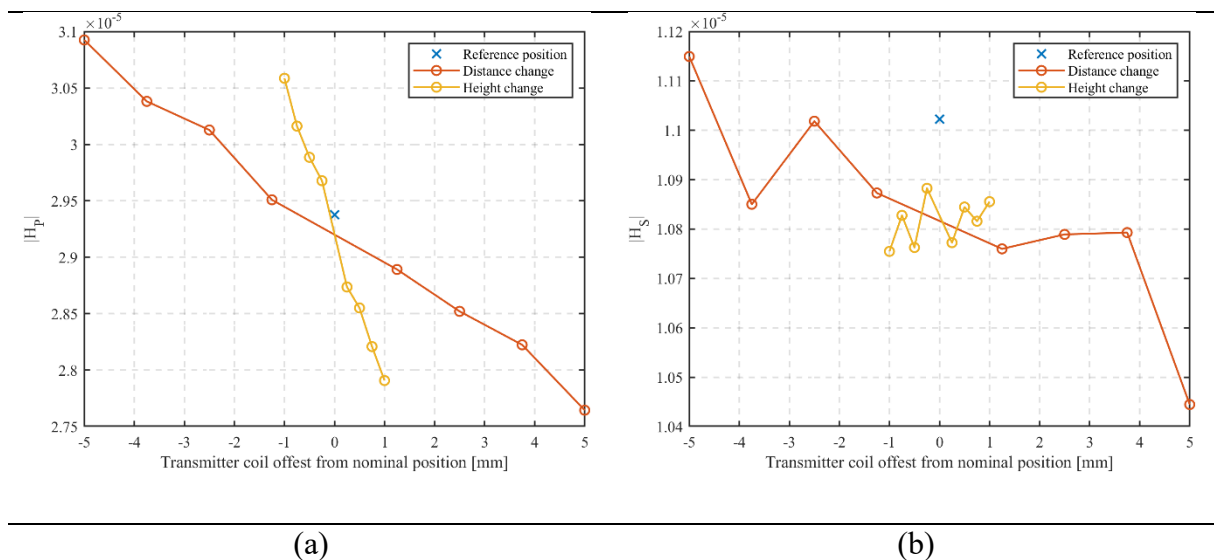 ×10⁻⁵
3.1
3.05
3
2.95
2.9
2.85
2.8
2.75
|H_P|
Reference position
Distance change
Height change
-5 -4 -3 -2 -1 0 1 2 3 4 5
Transmitter coil offest from nominal position [mm]
(a)
×10⁻⁵
1.12
1.11
1.1
1.09
1.08
1.07
1.06
1.05
1.04
|H_S|
Reference position
Distance change
Height change
-5 -4 -3 -2 -1 0 1 2 3 4 5
Transmitter coil offest from nominal position [mm]
(b)